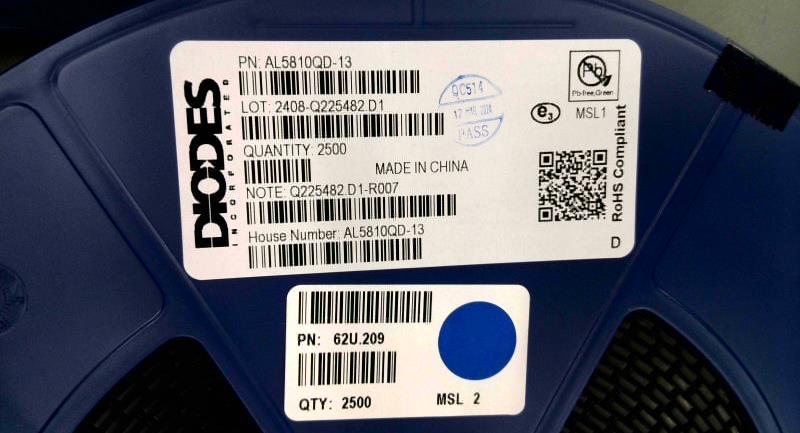 DIODES
INCORPORATED
PN: AL5810QD-13
LOT: 2408-Q225482.D1
QUANTITY: 2500
MADE IN CHINA
NOTE: Q225482.D1-R007
House Number: AL5810QD-13
QC514
PASS
Pb
Pb-free,Green
e3
MSL1
RoHS Compliant
D
PN: 62U.209
QTY: 2500
MSL 2